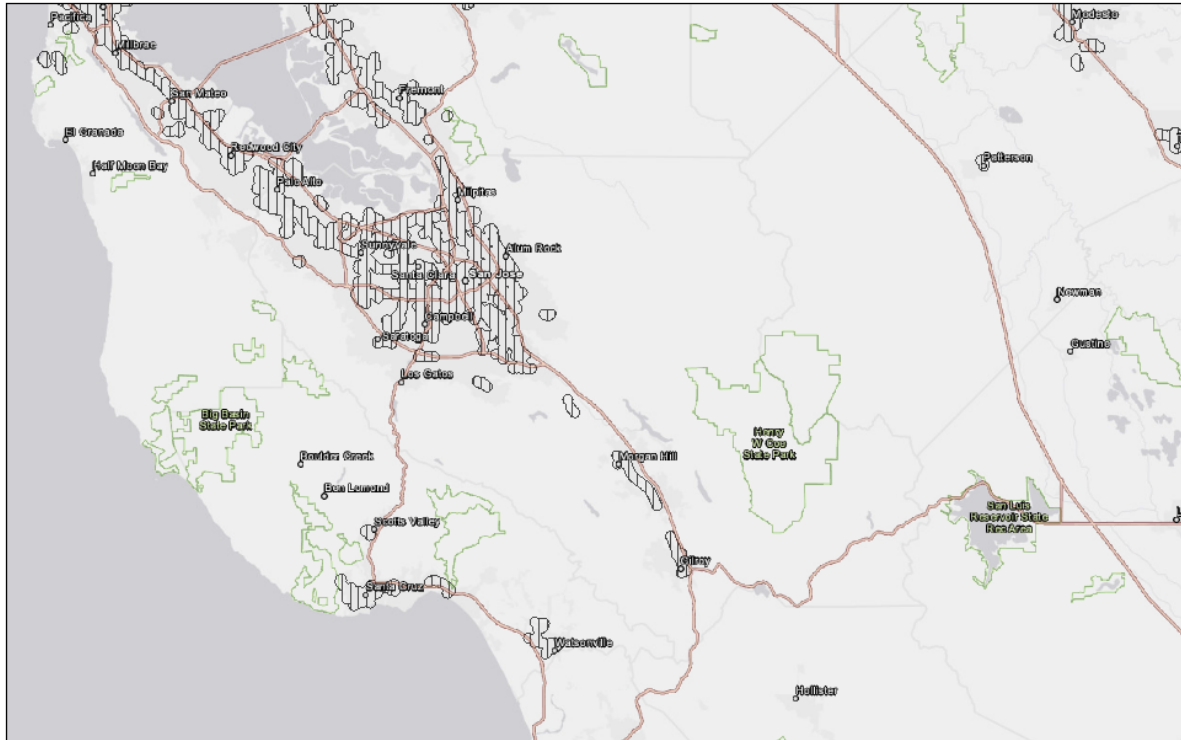 Pacifica
Modesto
Millbrae
San Mateo
Fremont
El Granada
Redwood City
Patterson
Half Moon Bay
Palo Alto
Milpitas
Sunnyvale
Alum Rock
Santa Clara
San Jose
Newman
Campbell
Saratoga
Gustine
Los Gatos
Big Basin
State Park
Henry
W Coe
State Park
Boulder Creek
Morgan Hill
Ben Lomond
San Luis
Reservoir State
Rec Area
Scotts Valley
Gilroy
Santa Cruz
Watsonville
Hollister